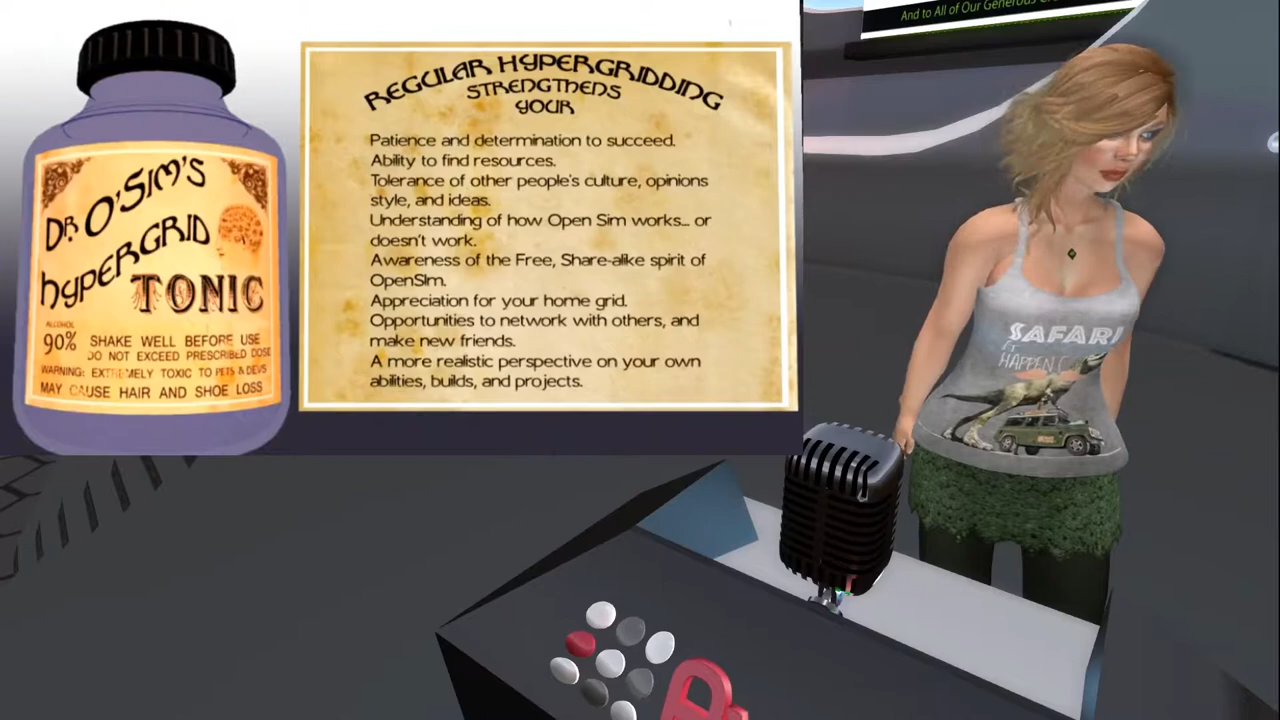 And to All of Our Generous
DR O'SIM'S
hYPERGRID
TONIC
ALCOHOL
90%
SHAKE WELL BEFORE USE
DO NOT EXCEED PRESCRIBED DOSE
WARNING: EXTREMELY TOXIC TO PETS & DEVS
MAY CAUSE HAIR AND SHOE LOSS
REGULAR HYPERGRIDDING
STRENGTHENS
YOUR
Patience and determination to succeed.
Ability to find resources.
Tolerance of other people's culture, opinions
style, and ideas.
Understanding of how Open Sim works... or
doesn't work.
Awareness of the Free, Share-alike spirit of
OpenSIm.
Appreciation for your home grid.
Opportunities to network with others, and
make new friends.
A more realistic perspective on your own
abilities, builds, and projects.
SAFARI
HAPPEN